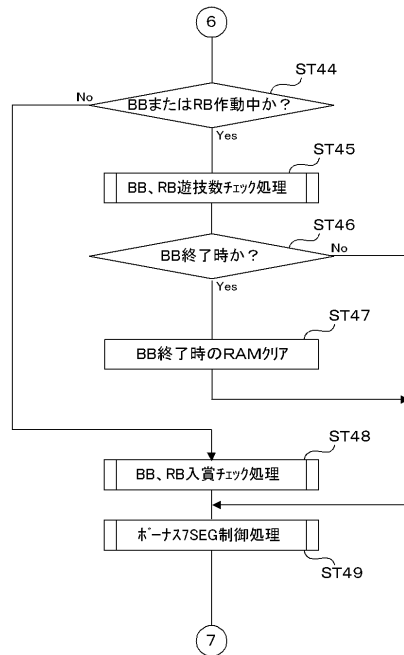 6
ST44
BBまたはRB作動中か？
No
Yes
ST45
BB、RB遊技数ﾁｪｯｸ処理
ST46
BB終了時か？
No
Yes
ST47
BB終了時のRAMｸﾘｱ
ST48
BB、RB入賞ﾁｪｯｸ処理
ﾎﾞｰﾅｽ7SEG制御処理
ST49
7